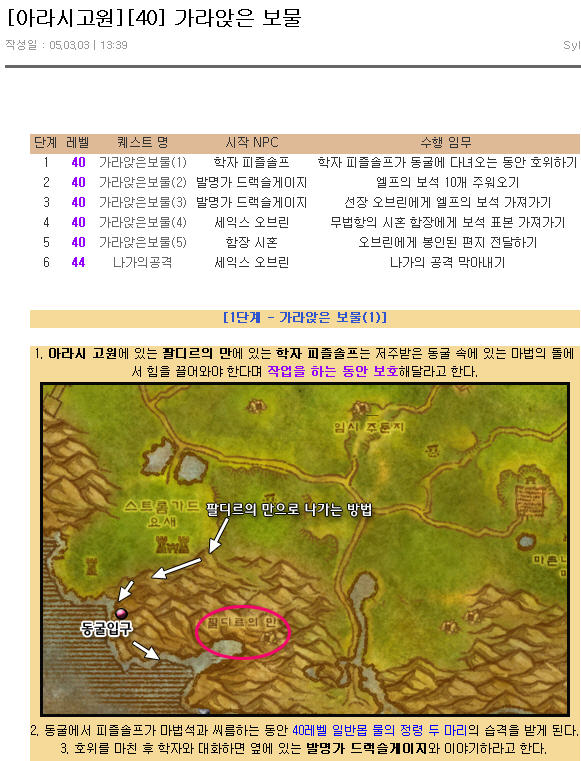 [아라시고원][40] 가라앉은 보물
작성일 : 05,03,03 | 13:39 Syl
단계 레벨 퀘스트 명 시작 NPC 수행 임무
1 40 가라앉은보물(1) 학자 피즐솔프 학자 피즐솔프가 동굴에 다녀오는 동안 호위하기
2 40 가라앉은보물(2) 발명가 드랙슬게이지 엘프의 보석 10개 주워오기
3 40 가라앉은보물(3) 발명가 드랙슬게이지 선장 오브린에게 엘프의 보석 가져가기
4 40 가라앉은보물(4) 세익스 오브린 무법항의 시혼 함장에게 보석 표본 가져가기
5 40 가라앉은보물(5) 함장 시혼 오브린에게 봉인된 편지 전달하기
6 44 나가의공격 세익스 오브린 나가의 공격 막아내기
[1단계 - 가라앉은 보물(1)]
1. 아라시 고원에 있는 팔디르의 만에 있는 학자 피즐솔프는 저주받은 동굴 속에 있는 마법의 돌에
서 힘을 끌어와야 한다며 작업을 하는 동안 보호해달라고 한다.
임시 주둔지
스트롬가드
요새
팔디르의 만으로 나가는 방법
마른나
동굴입구
팔디르의 만
2. 동굴에서 피즐솔프가 마법석과 씨름하는 동안 40레벨 일반몹 물의 정령 두 마리의 습격을 받게 된다.
3. 호위를 마친 후 학자와 대화하면 옆에 있는 발명가 드랙슬게이지와 이야기하라고 한다.